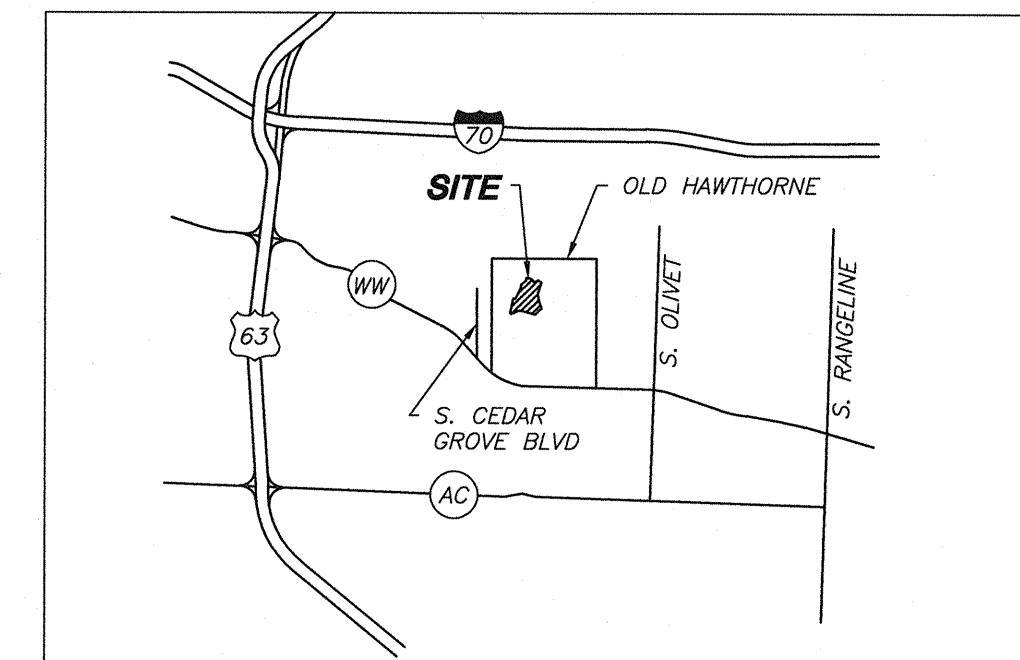 70
SITE
OLD HAWTHORNE
WW
S. OLIVET
S. RANGELINE
63
S. CEDAR
GROVE BLVD
AC